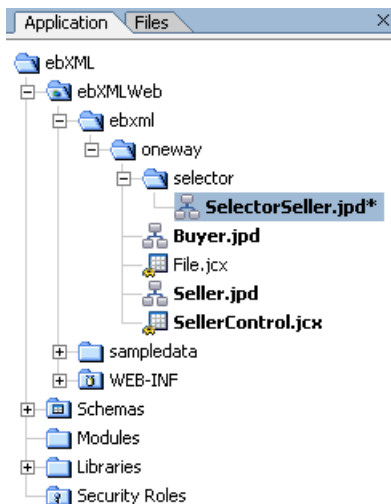 Application Files
ebXML
ebXMLWeb
ebxml
oneway
selector
SelectorSeller.jpd*
Buyer.jpd
File.jcx
Seller.jpd
SellerControl.jcx
sampledata
WEB-INF
Schemas
Modules
Libraries
Security Roles